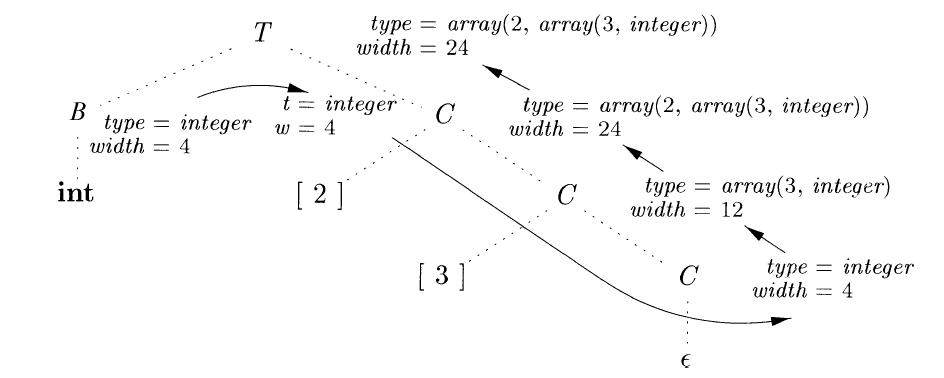 T
type = array(2, array(3, integer))
width = 24
B
type = integer
width = 4
t = integer
w = 4
C
type = array(2, array(3, integer))
width = 24
int
[ 2 ]
C
type = array(3, integer)
width = 12
[ 3 ]
C
type = integer
width = 4
ϵ